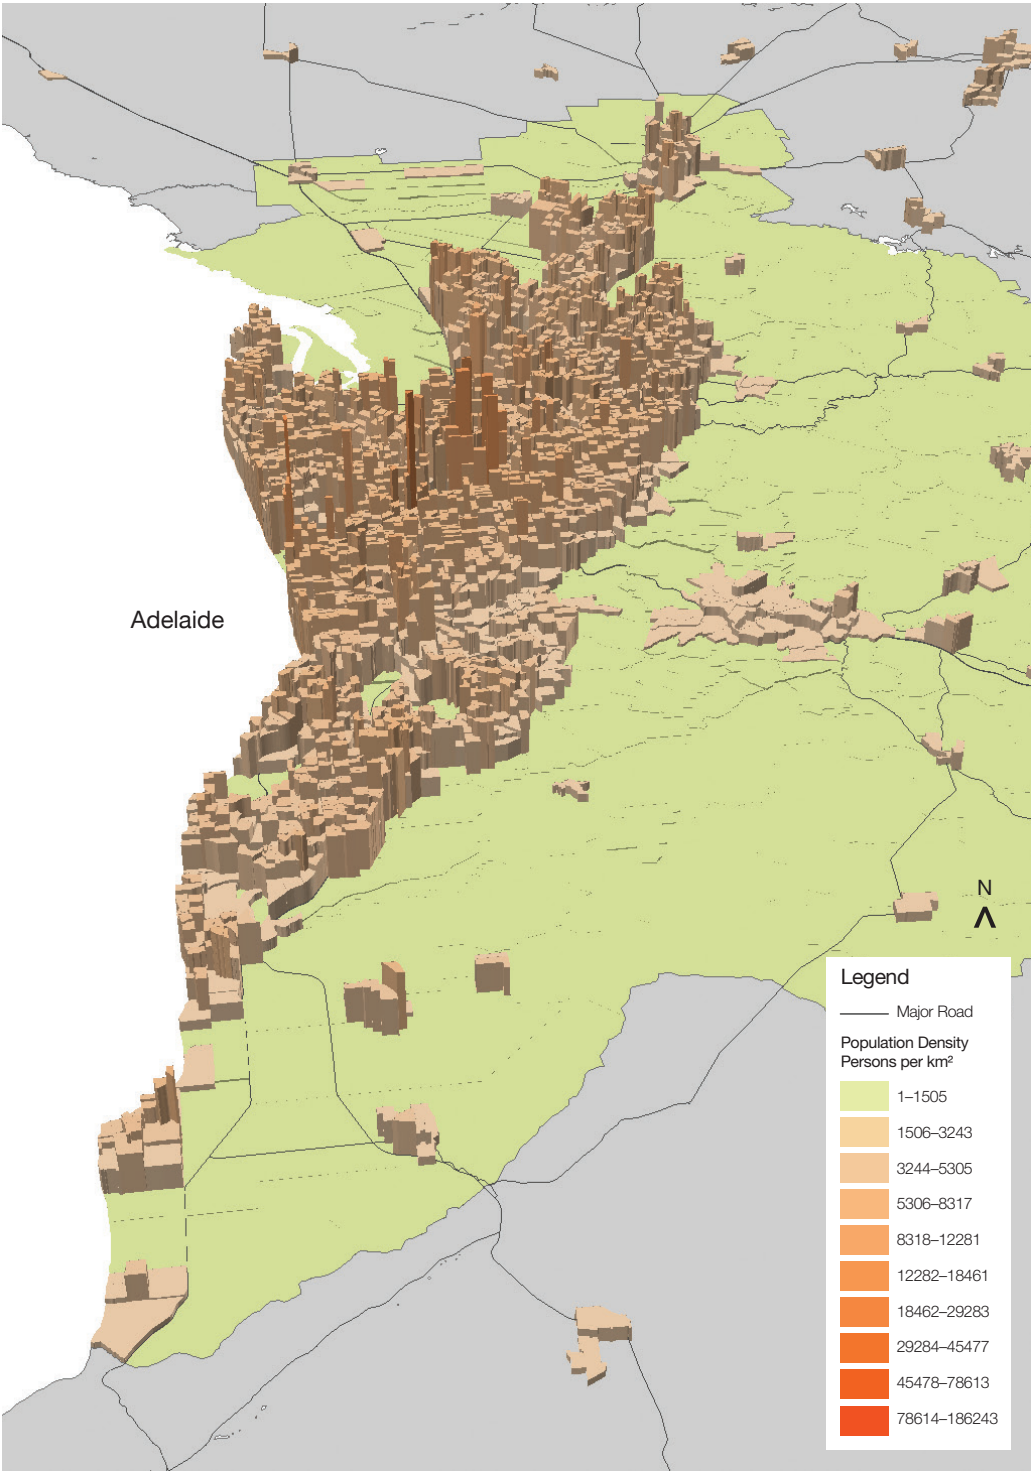 Adelaide
N
Legend
Major Road
Population Density
Persons per km²
1–1505
1506–3243
3244–5305
5306–8317
8318–12281
12282–18461
18462–29283
29284–45477
45478–78613
78614–186243